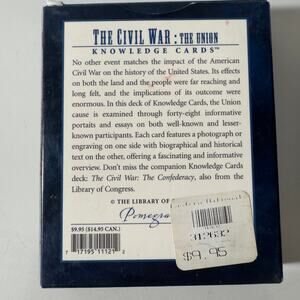 THE CIVIL WAR: THE UNION
KNOWLEDGE CARDS™
No other event matches the impact of the American
Civil War on the history of the United States. Its effects
on both the land and the people were far reaching and
long felt, and the implications of its outcome were
enormous. In this deck of Knowledge Cards, the Union
cause is examined through forty-eight informative
portraits and essays on both well-known and lesser-
known participants. Each card features a photograph or
engraving on one side with biographical and historical
text on the other, offering a fascinating and informative
overview. Don't miss the companion Knowledge Cards
deck: The Civil War: The Confederacy, also from the
Library of Congress.
© THE LIBRARY OF
Pomegra
$9.95 ($14.95 CAN.)
7 17195 11121 2
312632
$9.95